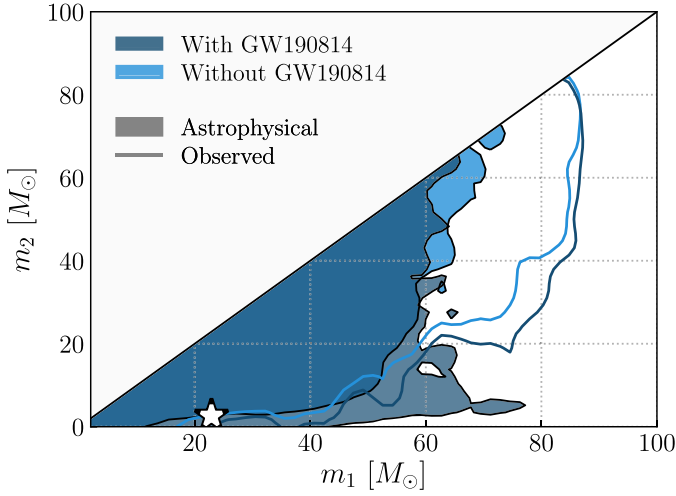 100
80
60
40
20
0
m₂ [M⊙]
With GW190814
Without GW190814
Astrophysical
Observed
20 40 60 80 100
m₁ [M⊙]